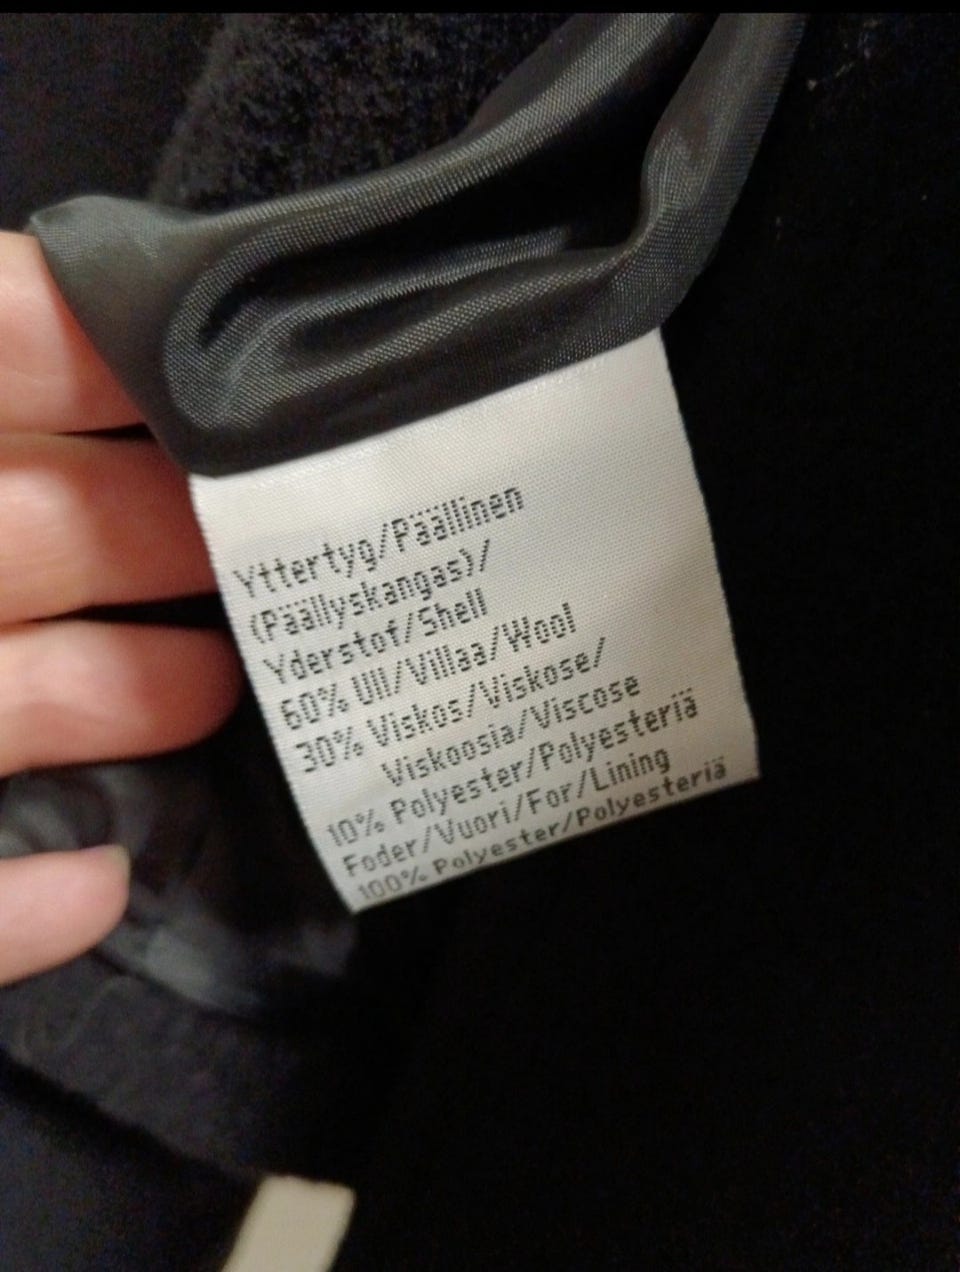 Yttertyg/Päällinen
(Päällyskangas)/
Yderstof/Shell
60% Ull/Villaa/Wool
30% Viskos/Viskose/
Viskoosia/Viscose
10% Polyester/Polyesteriä
Foder/Vuori/For/Lining
100% Polyester/Polyesteriä